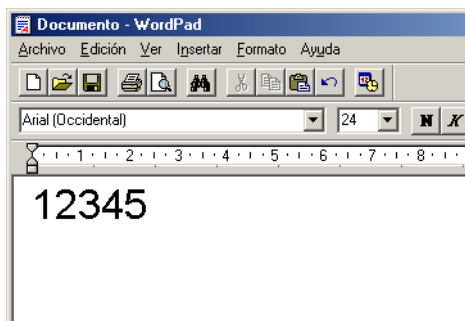 Documento - WordPad
Archivo Edición Ver Insertar Formato Ayuda
Arial (Occidental) 24 N K
1 2 3 4 5 6 7 8
12345